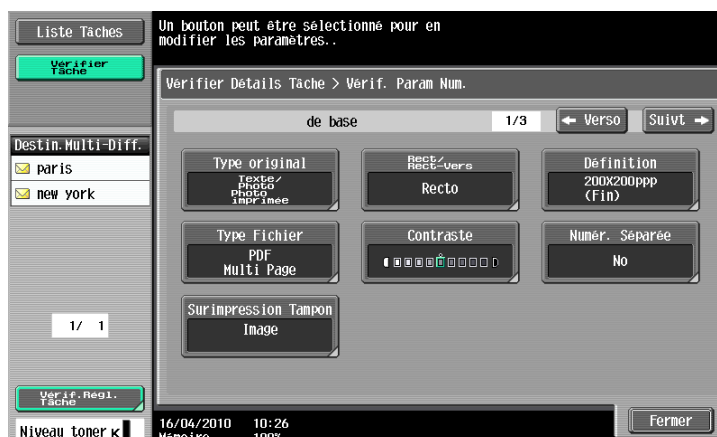 Liste Tâches
Vérifier
Tâche
Un bouton peut être sélectionné pour en
modifier les paramètres..
Vérifier Détails Tâche > Vérif. Param Num.
de base
1/3
← Verso
Suivt →
Destin.Multi-Diff.
paris
new york
Type original
Texte/
Photo
Photo
imprimée
Rect/
Rect-Vers
Recto
Définition
200X200ppp
(Fin)
Type Fichier
PDF
Multi Page
Contraste
Numér. Séparée
No
Surimpression Tampon
Image
1/ 1
Vérif.Régl.
Tâche
Niveau toner K
16/04/2010 10:26
Mémoire 100%
Fermer